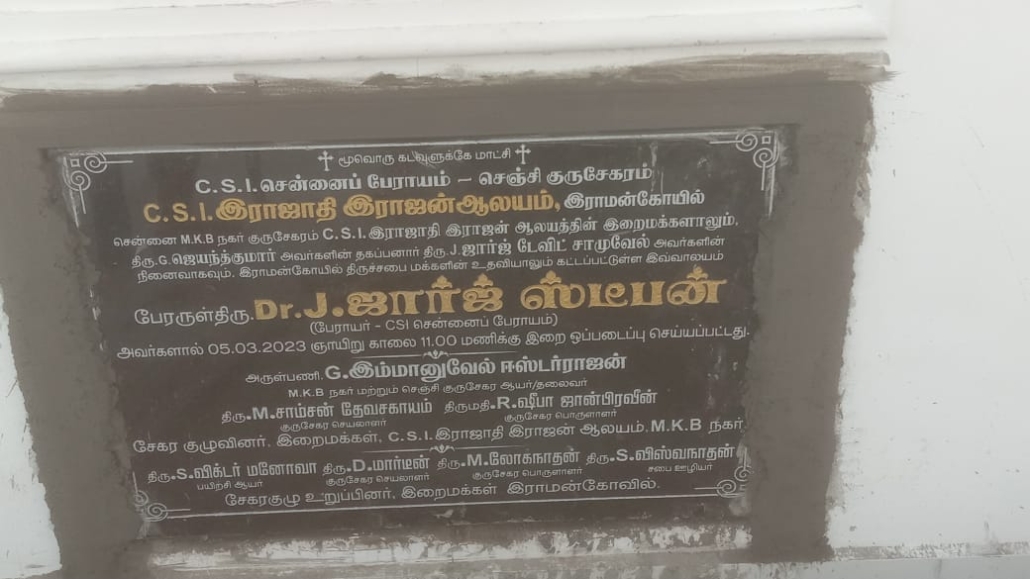 ✝ மூவொரு கடவுளுக்கே மாட்சி ✝
C.S.I.சென்னைப் பேராயம் – செஞ்சி குருசேகரம்
C.S.I.இராஜாதி இராஜன்ஆலயம், இராமன்கோயில்
சென்னை M.K.B நகர் குருசேகரம் C.S.I.இராஜாதி இராஜன் ஆலயத்தின் இறைமக்களாலும்,
திரு.G.ஜெயந்த்குமார் அவர்களின் தகப்பனார் திரு.J.ஜார்ஜ் டேவிட் சாமுவேல் அவர்களின்
நினைவாகவும். இராமன்கோயில் திருச்சபை மக்களின் உதவியாலும் கட்டப்பட்டுள்ள இவ்வாலயம்
பேரருள்திரு.Dr.J.ஜார்ஜ் ஸ்டீபன்
(பேராயர் - CSI சென்னைப் பேராயம்)
அவர்களால் 05.03.2023 ஞாயிறு காலை 11.00 மணிக்கு இறை ஒப்படைப்பு செய்யப்பட்டது.
அருள்பணி.G.இம்மானுவேல் ஈஸ்டர்ராஜன்
M.K.B நகர் மற்றும் செஞ்சி குருசேகர ஆயர்/தலைவர்
திரு.M.சாம்சன் தேவசகாயம் திருமதி.R.ஷீபா ஜான்பிரவீன்
குருசேகர செயலாளர் குருசேகர பொருளாளர்
சேகர குழுவினர், இறைமக்கள், C.S.I.இராஜாதி இராஜன் ஆலயம், M.K.B நகர்.
திரு.S.விக்டர் மனோவா திரு.D.மார்டின் திரு.M.லோகநாதன் திரு.S.விஸ்வநாதன்
பயிற்சி ஆயர் குருசேகர செயலாளர் குருசேகர பொருளாளர் சபை ஊழியர்
சேகரகுழு உறுப்பினர், இறைமக்கள் இராமன்கோவில்.